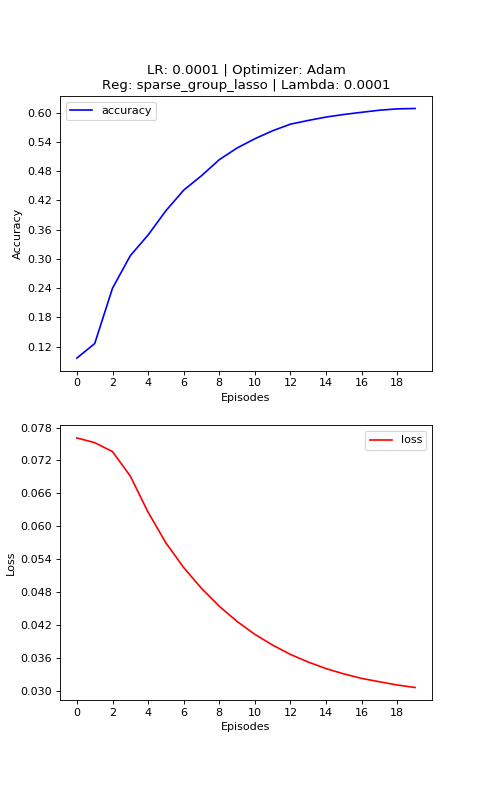 LR: 0.0001 | Optimizer: Adam
Reg: sparse_group_lasso | Lambda: 0.0001
accuracy
Accuracy
0.60
0.54
0.48
0.42
0.36
0.30
0.24
0.18
0.12
0 2 4 6 8 10 12 14 16 18
Episodes
loss
Loss
0.078
0.072
0.066
0.060
0.054
0.048
0.042
0.036
0.030
0 2 4 6 8 10 12 14 16 18
Episodes